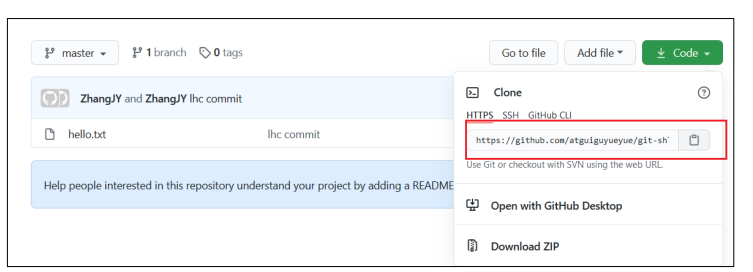 master 1 branch 0 tags Go to file Add file Code
ZhangJY and ZhangJY lhc commit
hello.txt lhc commit
Help people interested in this repository understand your project by adding a README
Clone
HTTPS SSH GitHub CLI
https://github.com/atguiguyueyue/git-sh
Use Git or checkout with SVN using the web URL.
Open with GitHub Desktop
Download ZIP